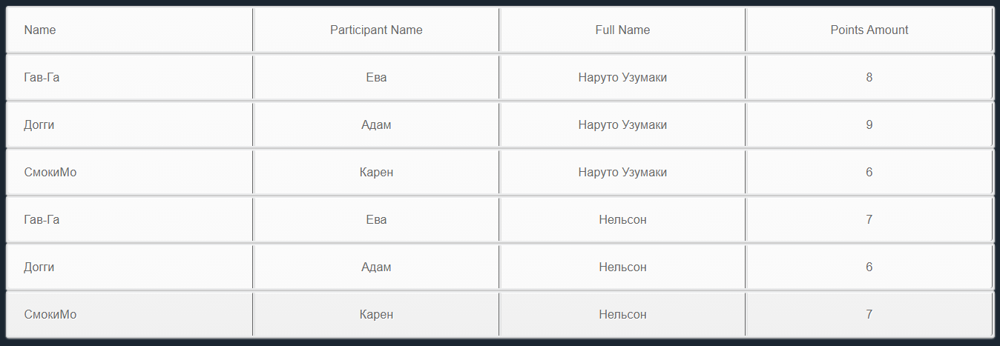 Name Participant Name Full Name Points Amount
Гав-Га Ева Наруто Узумаки 8
Догги Адам Наруто Узумаки 9
СмокиМо Карен Наруто Узумаки 6
Гав-Га Ева Нельсон 7
Догги Адам Нельсон 6
СмокиМо Карен Нельсон 7